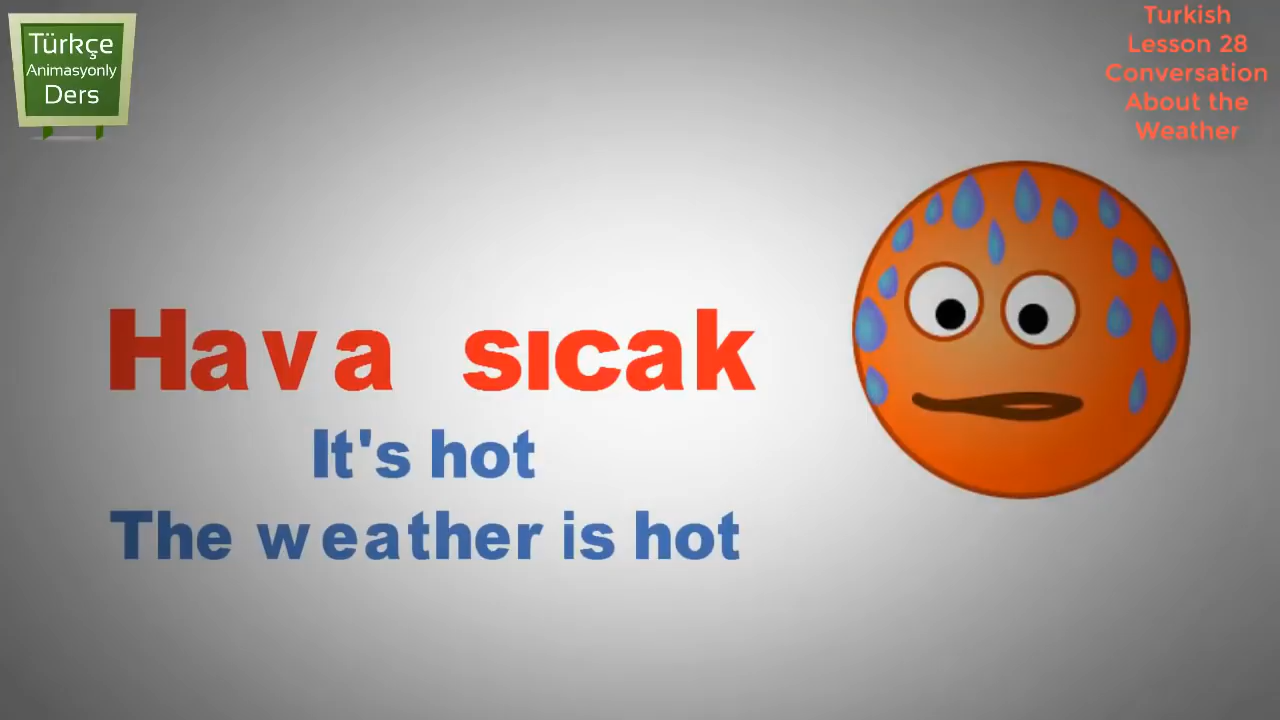 Türkçe
Animasyonly
Ders
Turkish
Lesson 28
Conversation
About the
Weather
Hava sıcak
It's hot
The weather is hot